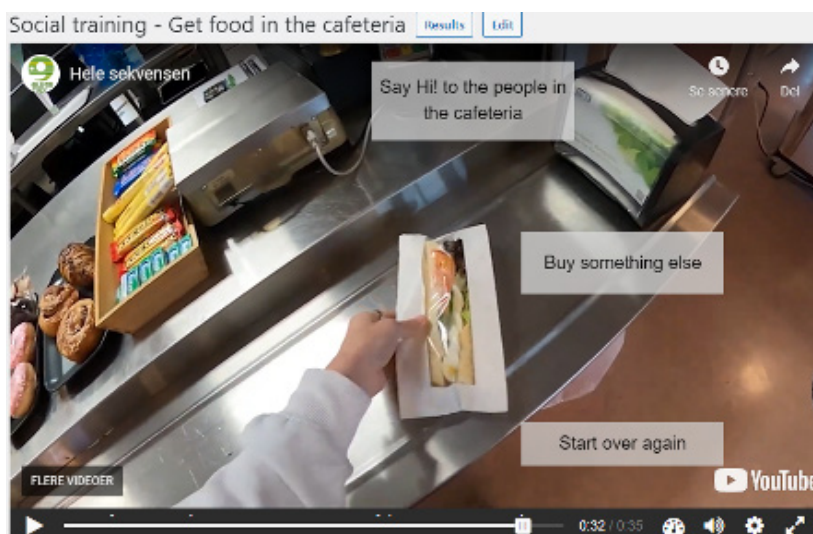 Social training - Get food in the cafeteria
Results
Edit
Hele sekvensen
Say Hi! to the people in
the cafeteria
Se senere
Del
Buy something else
Start over again
FLERE VIDEOER
YouTube
0:32 / 0:35